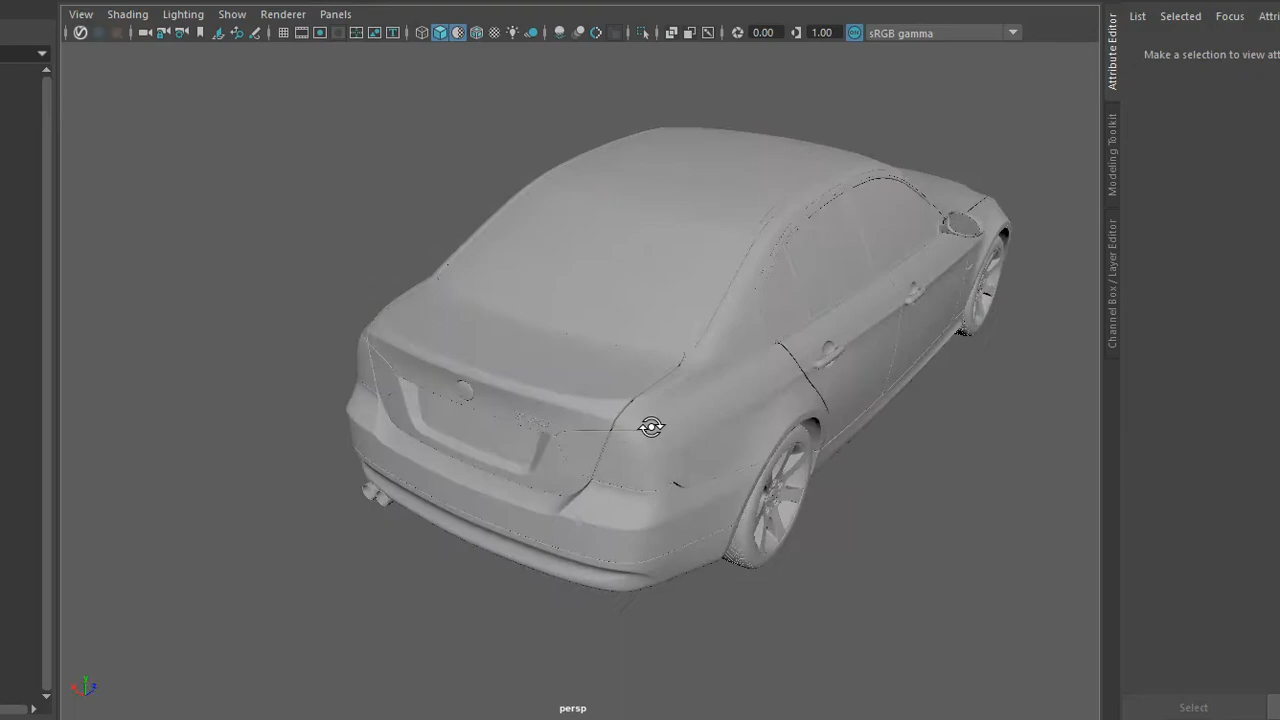 View Shading Lighting Show Renderer Panels
0.00 1.00 sRGB gamma
List Selected Focus Attri
Make a selection to view att
Attribute Editor
Modeling Toolkit
Channel Box / Layer Editor
y
persp
Select